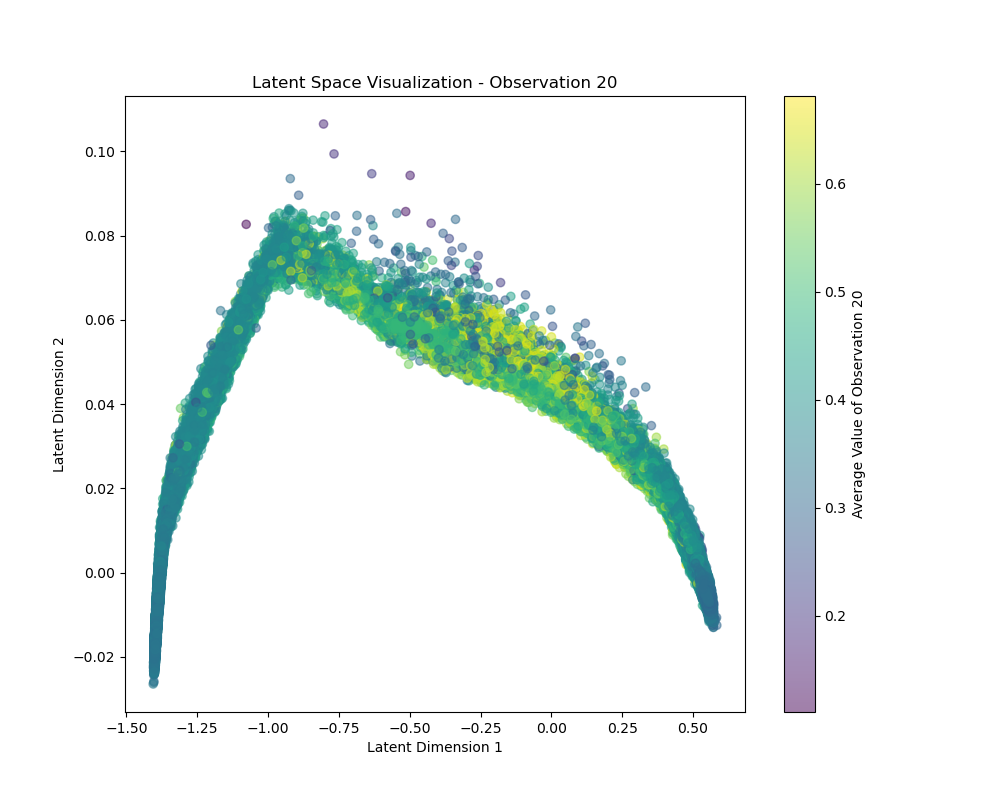 Latent Space Visualization - Observation 20
0.10
0.08
0.06
0.04
0.02
0.00
−0.02
Latent Dimension 2
−1.50 −1.25 −1.00 −0.75 −0.50 −0.25 0.00 0.25 0.50
Latent Dimension 1
0.6
0.5
0.4
0.3
0.2
Average Value of Observation 20